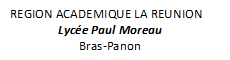 REGION ACADEMIQUE LA REUNION
Lycée Paul Moreau
Bras-Panon